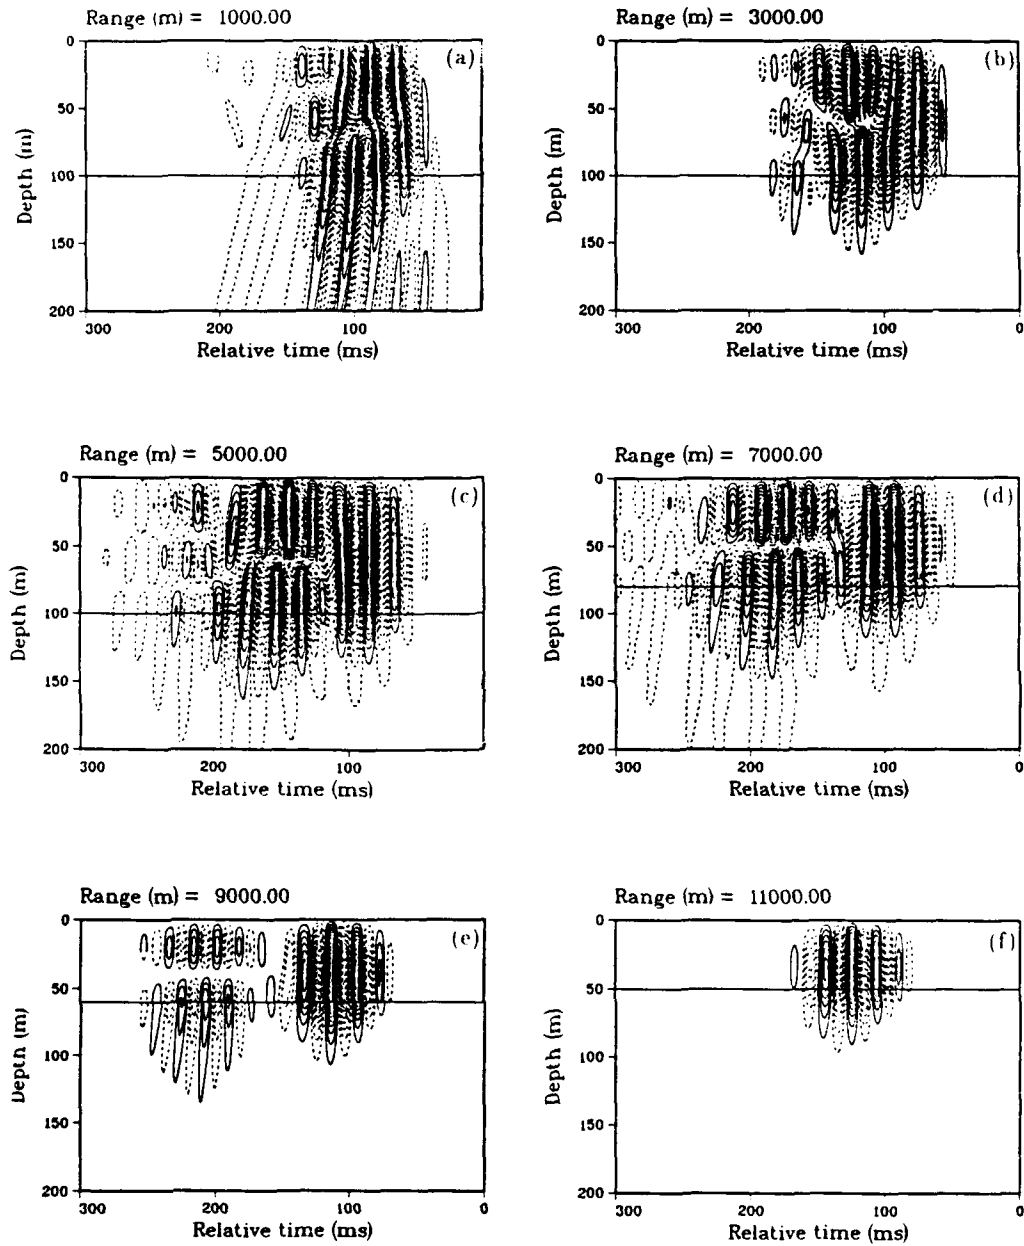 Range (m) = 1000.00
(a)
0
50
100
150
200
Depth (m)
300
200
100
Relative time (ms)
Range (m) = 3000.00
(b)
0
50
100
150
200
Depth (m)
300
200
100
0
Relative time (ms)
Range (m) = 5000.00
(c)
0
50
100
150
200
Depth (m)
300
200
100
Relative time (ms)
Range (m) = 7000.00
(d)
0
50
100
150
200
Depth (m)
300
200
100
0
Relative time (ms)
Range (m) = 9000.00
(e)
0
50
100
150
200
Depth (m)
300
200
100
0
Relative time (ms)
Range (m) = 11000.00
(f)
0
50
100
150
200
Depth (m)
300
200
100
0
Relative time (ms)